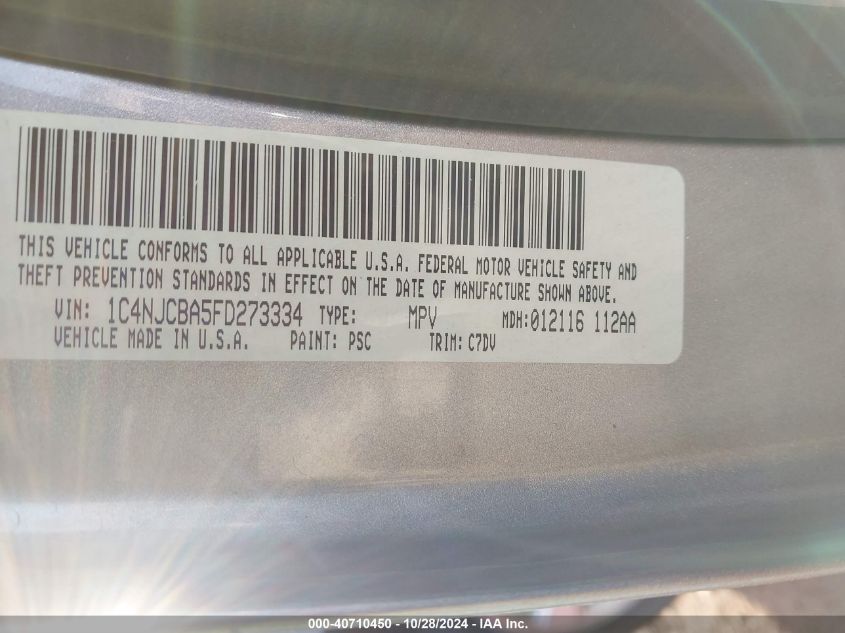 THIS VEHICLE CONFORMS TO ALL APPLICABLE U.S.A. FEDERAL MOTOR VEHICLE SAFETY AND
THEFT PREVENTION STANDARDS IN EFFECT ON THE DATE OF MANUFACTURE SHOWN ABOVE.
VIN: 1C4NJCBA5FD273334 TYPE: MPV MDH:012116 112AA
VEHICLE MADE IN U.S.A. PAINT: PSC TRIM: C7DV
000-40710450 - 10/28/2024 - IAA Inc.